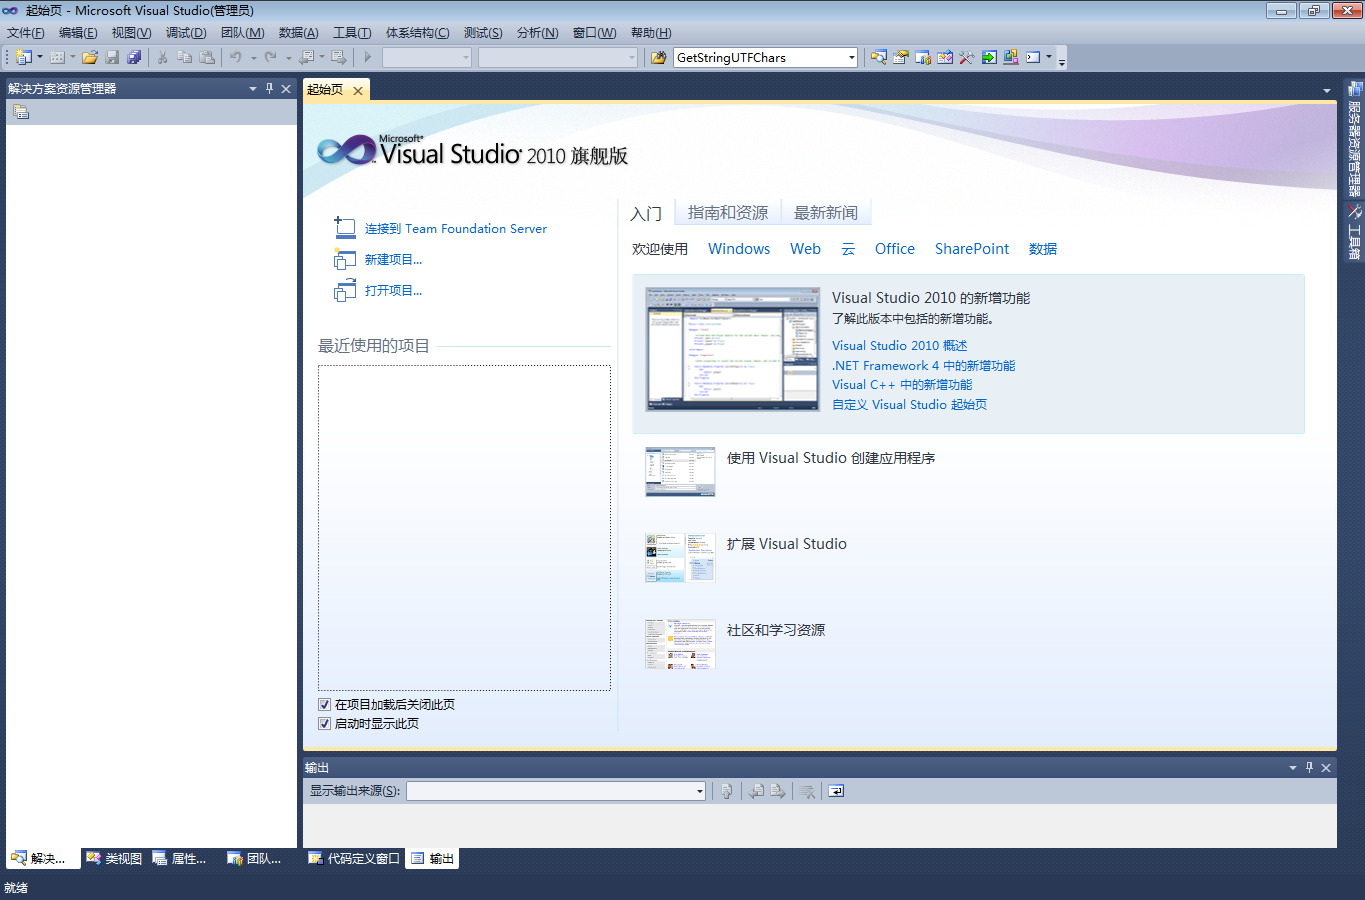 起始页 - Microsoft Visual Studio(管理员)
文件(F) 编辑(E) 视图(V) 调试(D) 团队(M) 数据(A) 工具(T) 体系结构(C) 测试(S) 分析(N) 窗口(W) 帮助(H)
GetStringUTFChars
解决方案资源管理器
起始页
Microsoft®
Visual Studio® 2010 旗舰版
连接到 Team Foundation Server
新建项目...
打开项目...
最近使用的项目
在项目加载后关闭此页
启动时显示此页
入门 指南和资源 最新新闻
欢迎使用 Windows Web 云 Office SharePoint 数据
Visual Studio 2010 的新增功能
了解此版本中包括的新增功能。
Visual Studio 2010 概述
.NET Framework 4 中的新增功能
Visual C++ 中的新增功能
自定义 Visual Studio 起始页
使用 Visual Studio 创建应用程序
扩展 Visual Studio
社区和学习资源
服务器资源管理器
工具箱
输出
显示输出来源(S):
解决... 类视图 属性... 团队...
代码定义窗口 输出
就绪